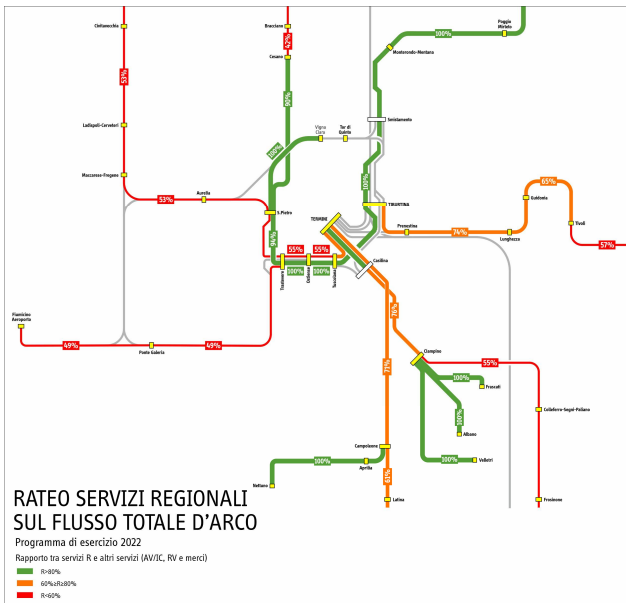 Civitavecchia
Bracciano
Poggio
Mirteto
42%
100%
Cesano
Monterondo-Mentana
53%
90%
Smistamento
Ladispoli-Cerveteri
Vigna
Clara
Tor di
Quinto
100%
Maccarese-Fregene
100%
65%
Aurelia
53%
Guidonia
TIBURTINA
S.Pietro
TERMINI
Prenestina
74%
Lunghezza
Tivoli
94%
55%
55%
57%
Casilina
100%
100%
Trastevere
Ostiense
Tuscolana
Fiumicino
Aeroporto
76%
49%
49%
Ponte Galeria
Ciampino
71%
55%
100%
Frascati
Colleferro-Segni-Paliano
100%
Albano
Campoleone
100%
100%
Velletri
Aprilia
Nettuno
61%
Latina
Frosinone
RATEO SERVIZI REGIONALI
SUL FLUSSO TOTALE D'ARCO
Programma di esercizio 2022
Rapporto tra servizi R e altri servizi (AV/IC, RV e merci)
R>80%
60%≤R≤80%
R<60%